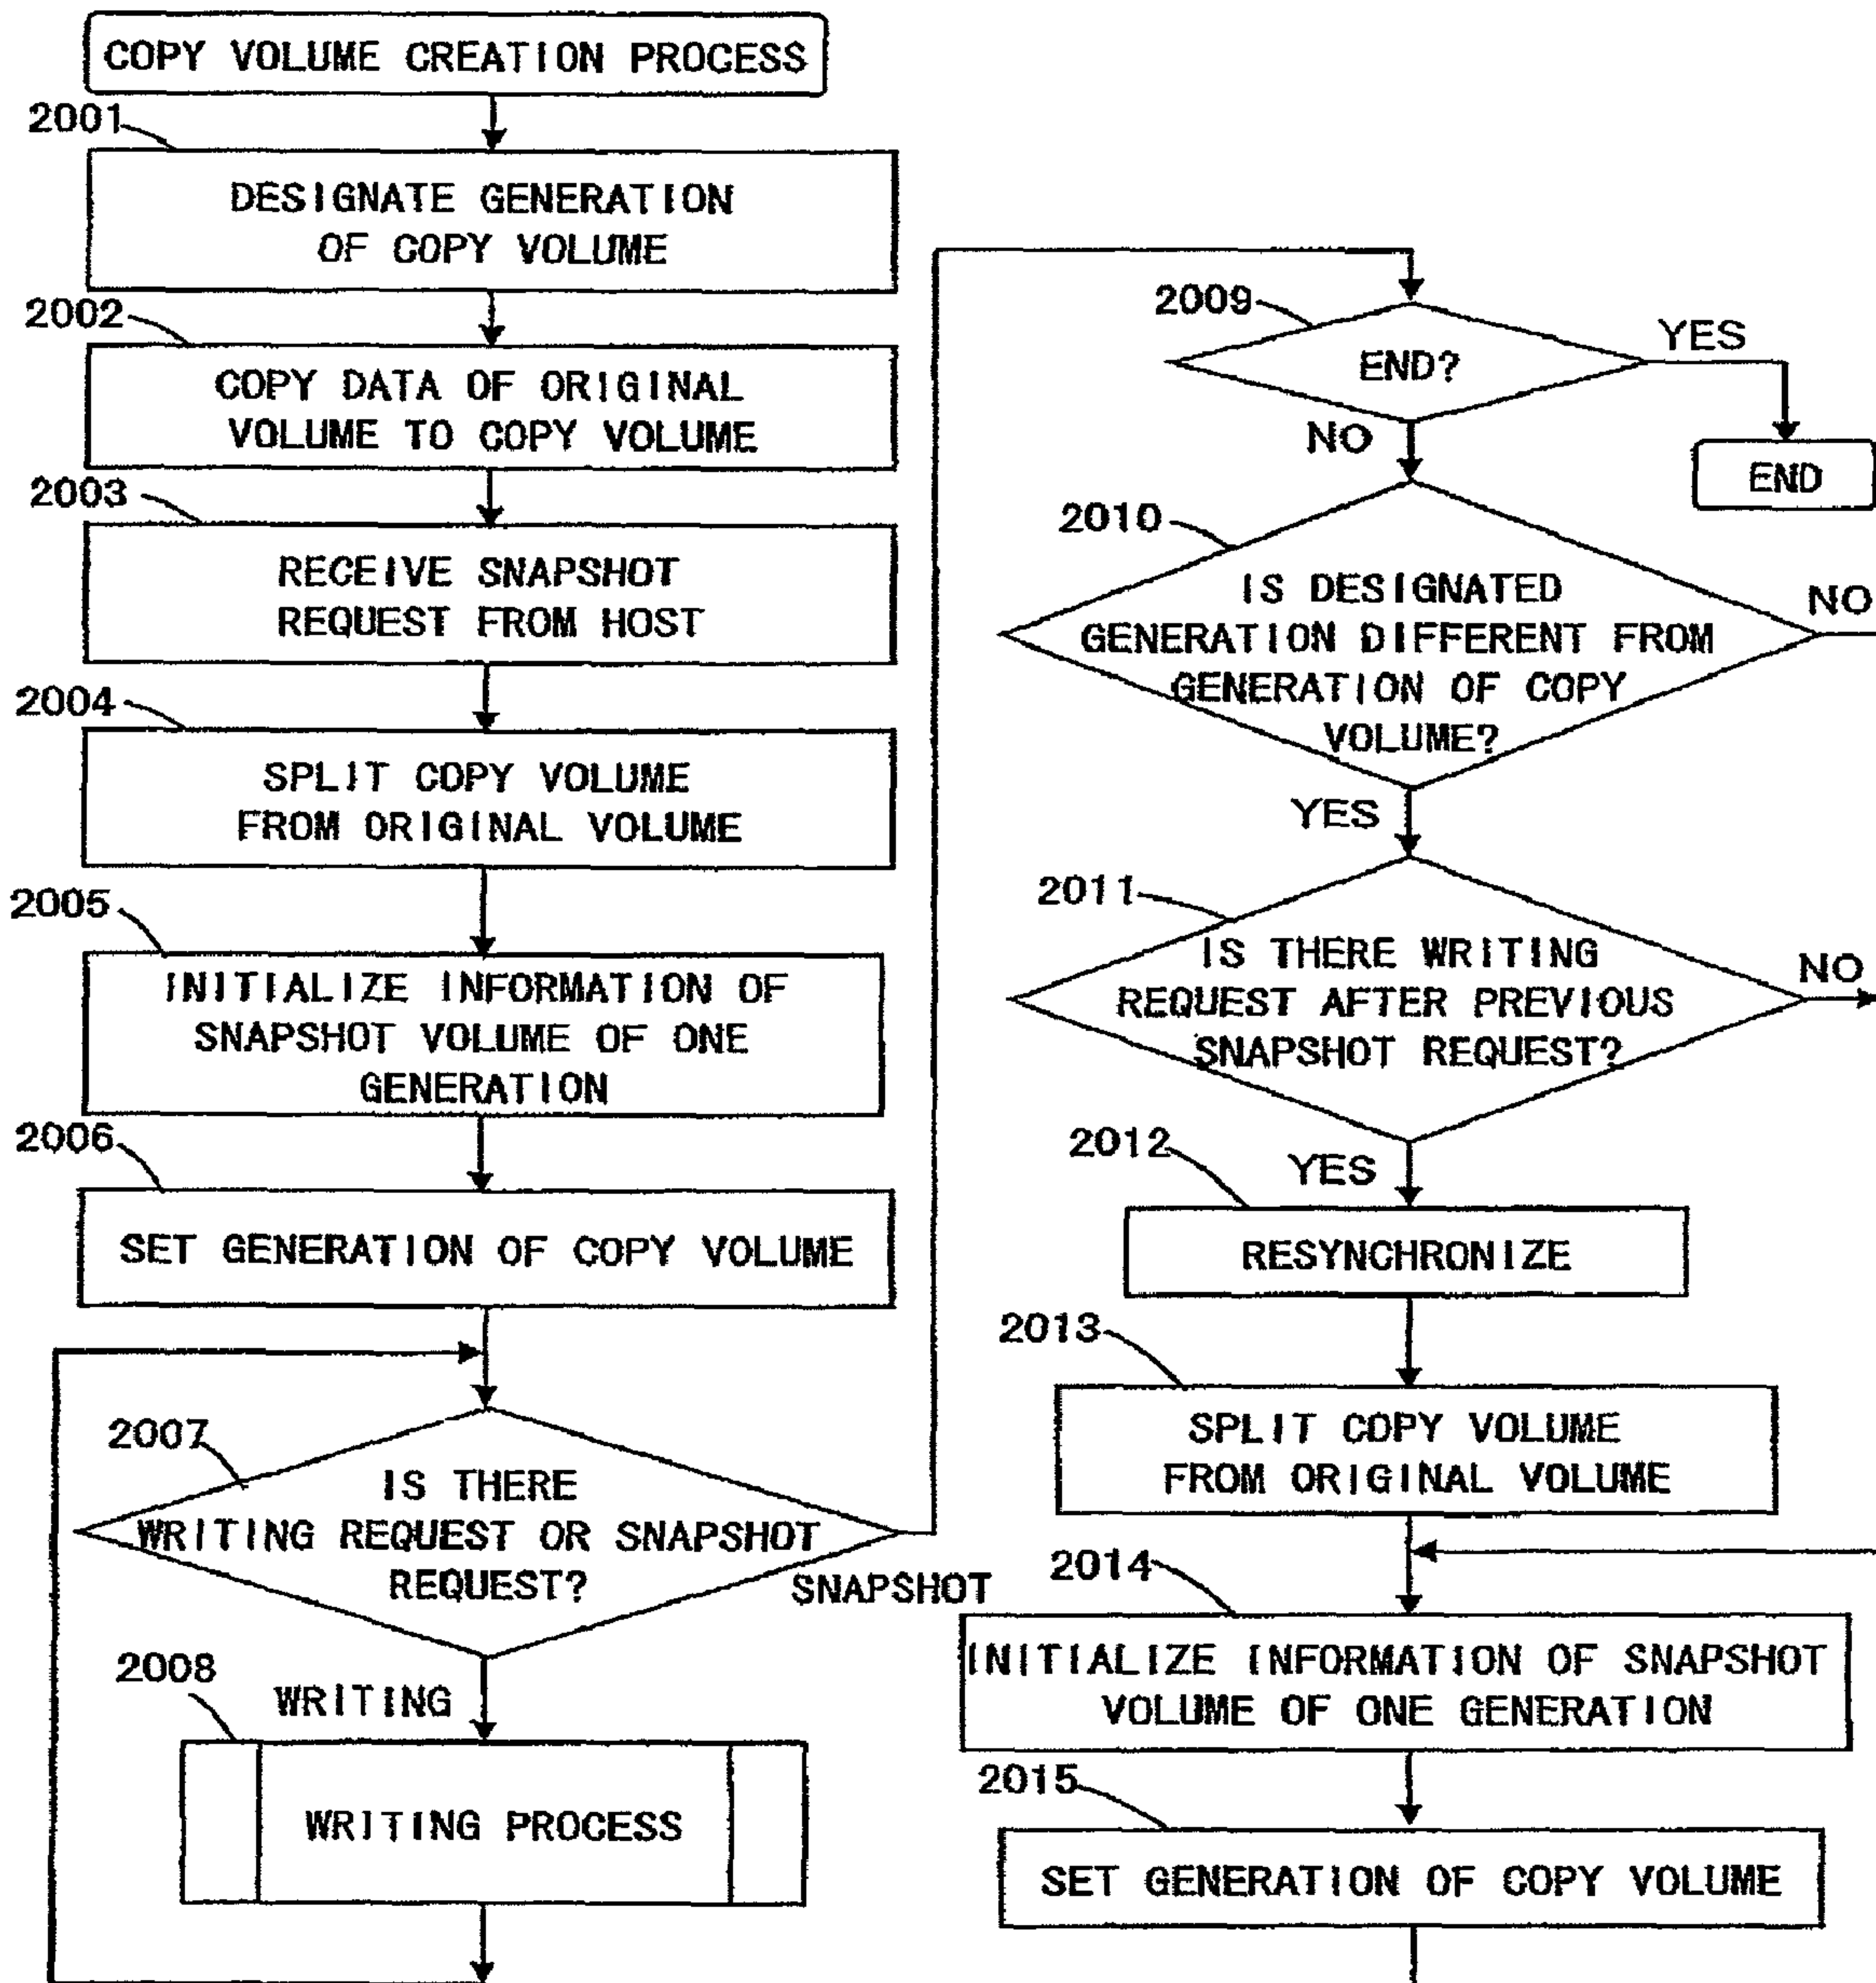 COPY VOLUME CREATION PROCESS
2001
DESIGNATE GENERATION
OF COPY VOLUME
2002
COPY DATA OF ORIGINAL
VOLUME TO COPY VOLUME
2003
RECEIVE SNAPSHOT
REQUEST FROM HOST
2004
SPLIT COPY VOLUME
FROM ORIGINAL VOLUME
2005
INITIALIZE INFORMATION OF
SNAPSHOT VOLUME OF ONE
GENERATION
2006
SET GENERATION OF COPY VOLUME
2007
IS THERE
WRITING REQUEST OR SNAPSHOT
REQUEST?
SNAPSHOT
WRITING
2008
WRITING PROCESS
2009
END?
YES
END
NO
2010
IS DESIGNATED
GENERATION DIFFERENT FROM
GENERATION OF COPY
VOLUME?
NO
YES
2011
IS THERE WRITING
REQUEST AFTER PREVIOUS
SNAPSHOT REQUEST?
NO
YES
2012
RESYNCHRONIZE
2013
SPLIT COPY VOLUME
FROM ORIGINAL VOLUME
2014
INITIALIZE INFORMATION OF SNAPSHOT
VOLUME OF ONE GENERATION
2015
SET GENERATION OF COPY VOLUME